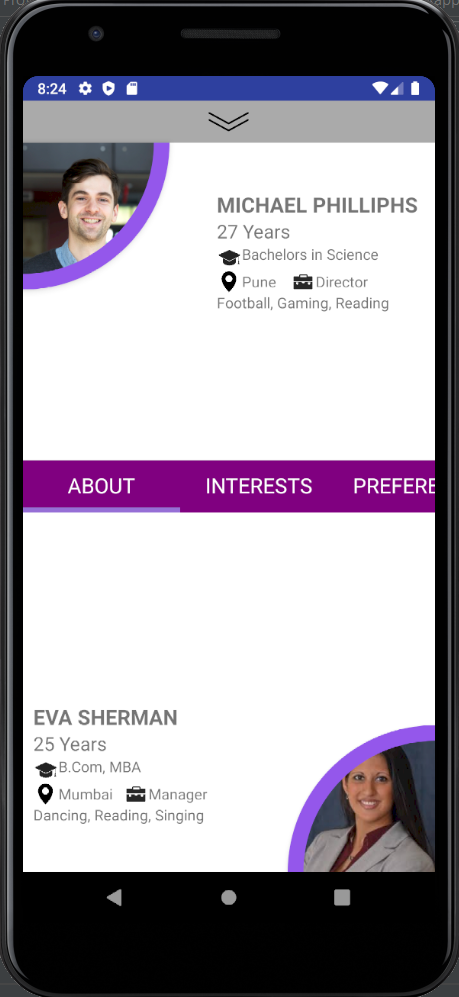 8:24
MICHAEL PHILLIPHS
27 Years
Bachelors in Science
Pune Director
Football, Gaming, Reading
ABOUT INTERESTS PREFERE
EVA SHERMAN
25 Years
B.Com, MBA
Mumbai Manager
Dancing, Reading, Singing